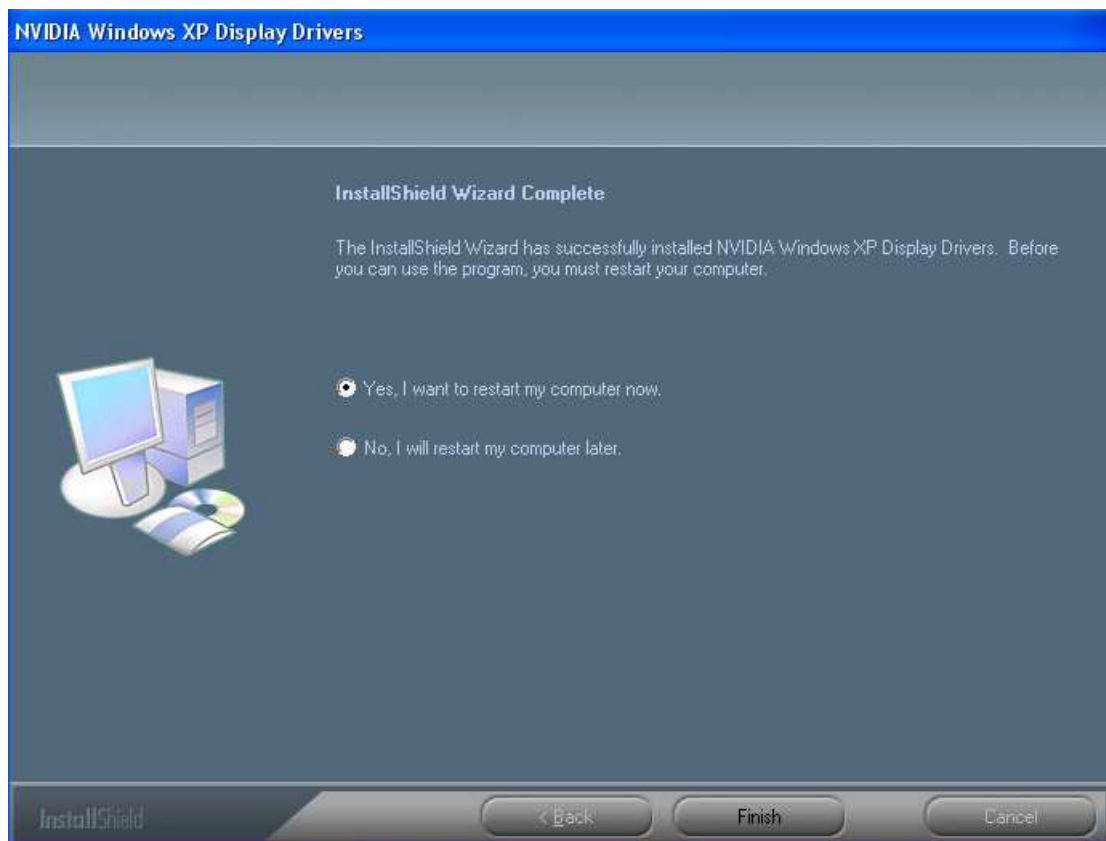 NVIDIA Windows XP Display Drivers
InstallShield Wizard Complete
The InstallShield Wizard has successfully installed NVIDIA Windows XP Display Drivers. Before
you can use the program, you must restart your computer.
Yes, I want to restart my computer now.
No, I will restart my computer later.
InstallShield
< Back
Finish
Cancel